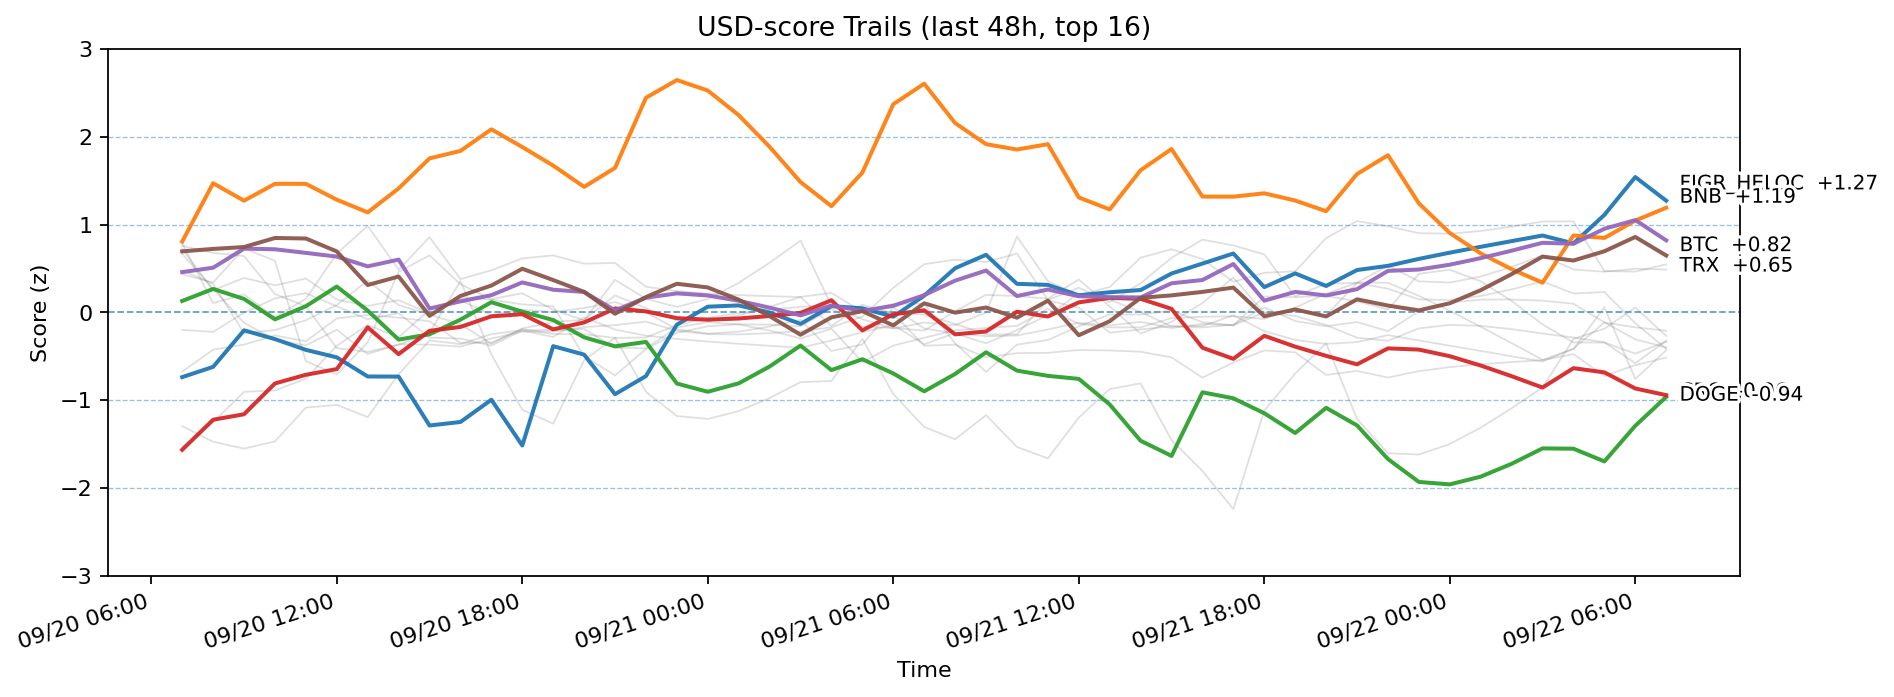 USD-score Trails (last 48h, top 16)
3
2
1
0
−1
−2
−3
Score (z)
FIGR_HELOC +1.27
BNB +1.19
BTC +0.82
TRX +0.65
DOGE -0.94
09/20 06:00
09/20 12:00
09/20 18:00
09/21 00:00
09/21 06:00
09/21 12:00
09/21 18:00
09/22 00:00
09/22 06:00
Time